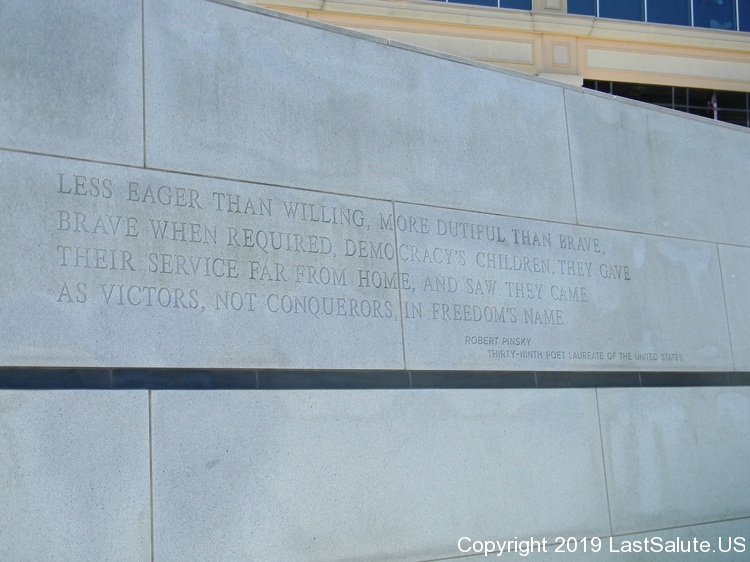 LESS EAGER THAN WILLING, MORE DUTIFUL THAN BRAVE,
BRAVE WHEN REQUIRED, DEMOCRACY'S CHILDREN, THEY GAVE
THEIR SERVICE FAR FROM HOME, AND SAW THEY CAME
AS VICTORS, NOT CONQUERORS, IN FREEDOM'S NAME
ROBERT PINSKY
THIRTY-NINTH POET LAUREATE OF THE UNITED STATES
Copyright 2019 LastSalute.US